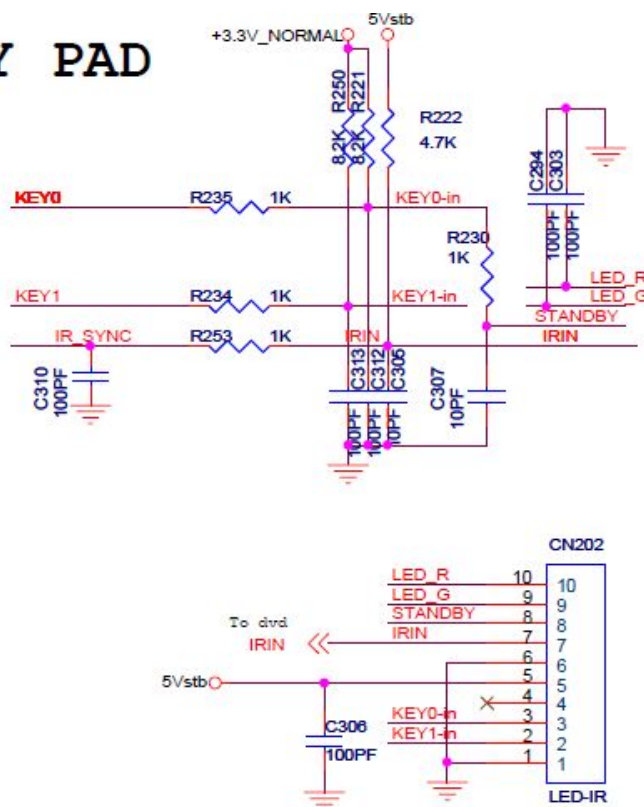 Y PAD
+3.3V_NORMAL
5Vstb
R250
8.2K
R221
8.2K
R222
4.7K
C294
100PF
C303
100PF
KEY0
R235 1K
KEY0-in
R230
1K
LED_R
LED_G
KEY1
R234 1K
KEY1-in
STANDBY
IR_SYNC
R253 1K
IRIN
IRIN
C310
100PF
C313
100PF
C312
100PF
C305
10PF
C307
10PF
CN202
LED_R 10 10
LED_G 9 9
STANDBY 8 8
To dvd
IRIN
IRIN 7 7
6 6
5Vstb 5 5
4 4
KEY0-in 3 3
KEY1-in 2 2
1 1
C306
100PF
LED-IR